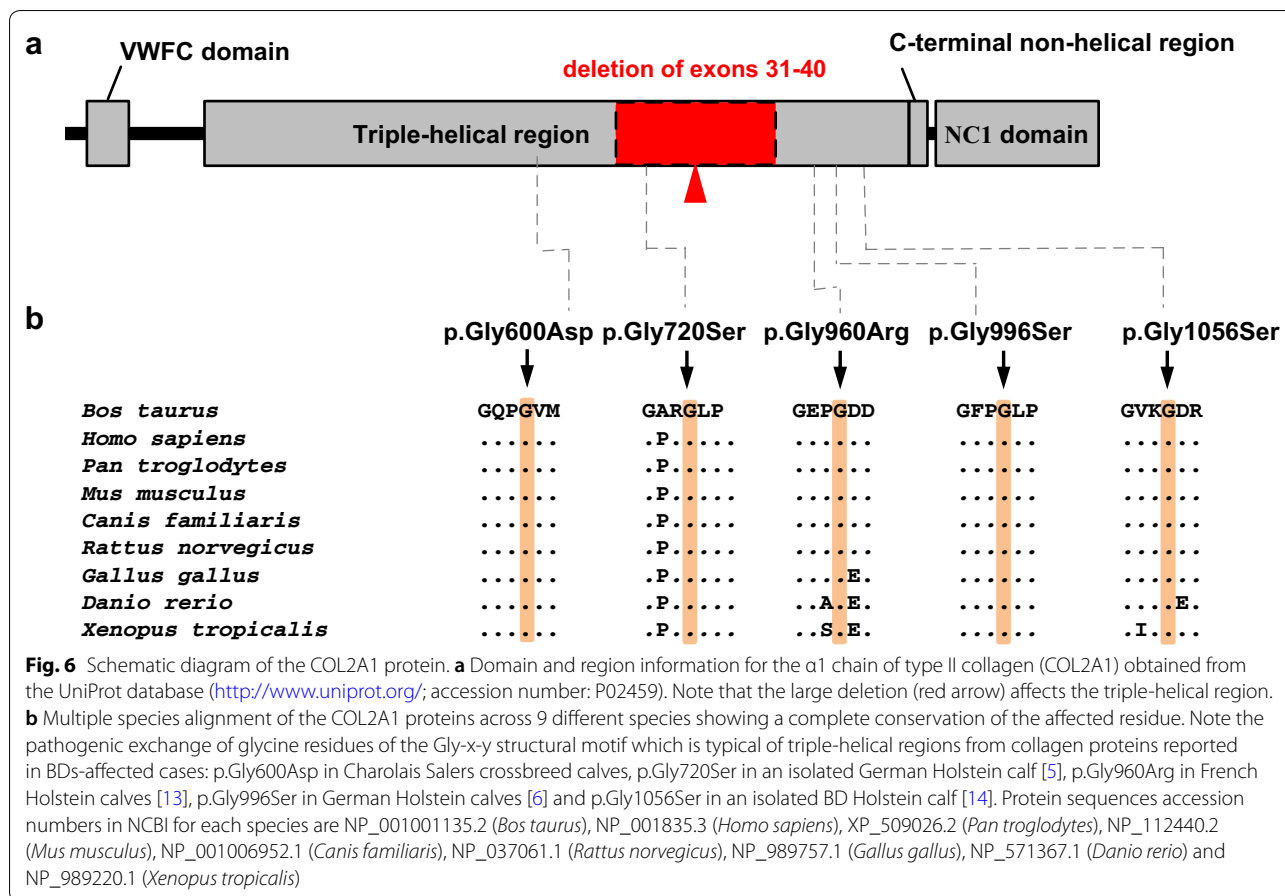 a
VWFC domain
C-terminal non-helical region
deletion of exons 31-40
Triple-helical region
NC1 domain
b
p.Gly600Asp p.Gly720Ser p.Gly960Arg p.Gly996Ser p.Gly1056Ser
Bos taurus GQPGVM GARGLP GEPGDD GFPGLP GVKGDR
Homo sapiens ...... .P.... ...... ...... ......
Pan troglodytes ...... .P.... ...... ...... ......
Mus musculus ...... .P.... ...... ...... ......
Canis familiaris ...... .P.... ...... ...... ......
Rattus norvegicus ...... .P.... ...... ...... ......
Gallus gallus ...... .P.... ....E. ...... ......
Danio rerio ...... .P.... ..A.E. ...... ....E.
Xenopus tropicalis ...... .P.... ..S.E. ...... .I....
Fig. 6 Schematic diagram of the COL2A1 protein. a Domain and region information for the α1 chain of type II collagen (COL2A1) obtained from
the UniProt database (http://www.uniprot.org/; accession number: P02459). Note that the large deletion (red arrow) affects the triple-helical region.
b Multiple species alignment of the COL2A1 proteins across 9 different species showing a complete conservation of the affected residue. Note the
pathogenic exchange of glycine residues of the Gly-x-y structural motif which is typical of triple-helical regions from collagen proteins reported
in BDs-affected cases: p.Gly600Asp in Charolais Salers crossbreed calves, p.Gly720Ser in an isolated German Holstein calf [5], p.Gly960Arg in French
Holstein calves [13], p.Gly996Ser in German Holstein calves [6] and p.Gly1056Ser in an isolated BD Holstein calf [14]. Protein sequences accession
numbers in NCBI for each species are NP_001001135.2 (Bos taurus), NP_001835.3 (Homo sapiens), XP_509026.2 (Pan troglodytes), NP_112440.2
(Mus musculus), NP_001006952.1 (Canis familiaris), NP_037061.1 (Rattus norvegicus), NP_989757.1 (Gallus gallus), NP_571367.1 (Danio rerio) and
NP_989220.1 (Xenopus tropicalis)